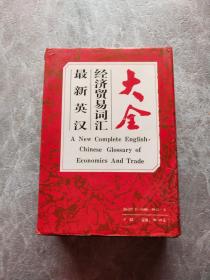 最新英汉
经济贸易词汇
大全
A New Complete English-
Chinese Glossary of
Economics And Trade